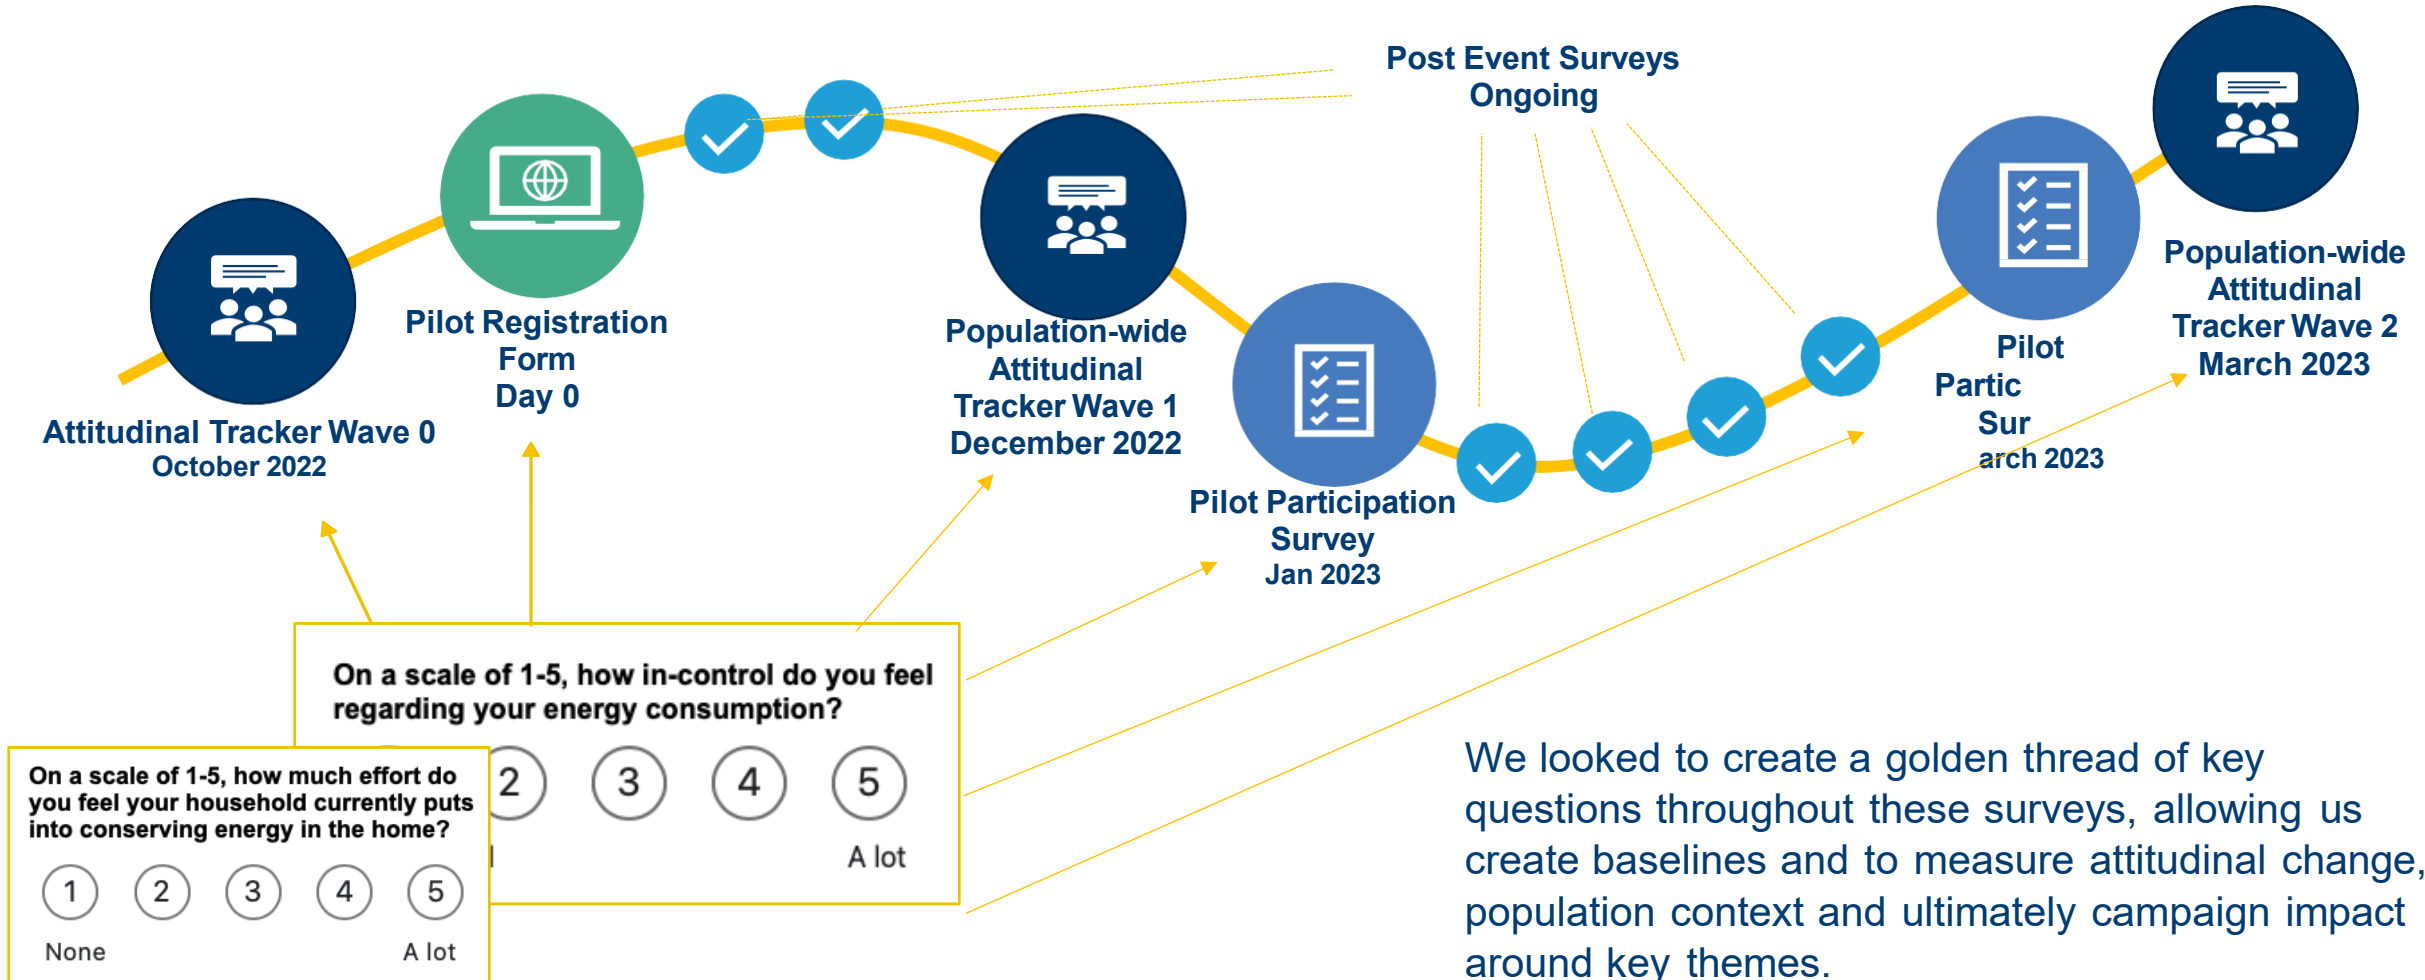 Post Event Surveys
Ongoing
Attitudinal Tracker Wave 0
October 2022
Pilot Registration
Form
Day 0
Population-wide
Attitudinal
Tracker Wave 1
December 2022
Pilot Participation
Survey
Jan 2023
Pilot
Partic
Sur
arch 2023
Population-wide
Attitudinal
Tracker Wave 2
March 2023
On a scale of 1-5, how in-control do you feel
regarding your energy consumption?
2 3 4 5
A lot
On a scale of 1-5, how much effort do
you feel your household currently puts
into conserving energy in the home?
1 2 3 4 5
None A lot
We looked to create a golden thread of key
questions throughout these surveys, allowing us
create baselines and to measure attitudinal change,
population context and ultimately campaign impact
around key themes.